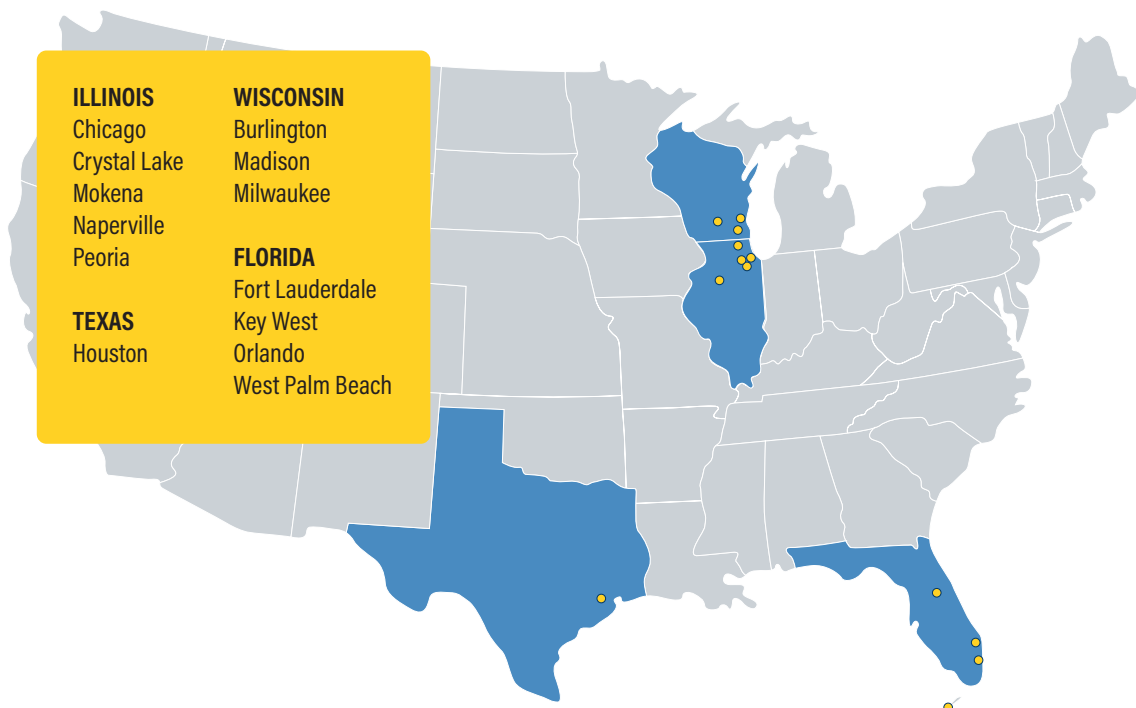 ILLINOIS
Chicago
Crystal Lake
Mokena
Naperville
Peoria
TEXAS
Houston
WISCONSIN
Burlington
Madison
Milwaukee
FLORIDA
Fort Lauderdale
Key West
Orlando
West Palm Beach